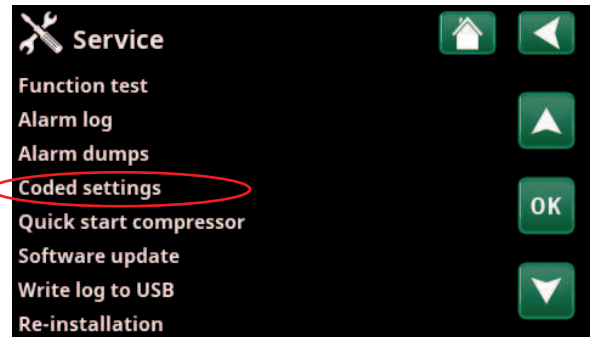 Service
Function test
Alarm log
Alarm dumps
Coded settings
OK
Quick start compressor
Software update
Write log to USB
Re-installation